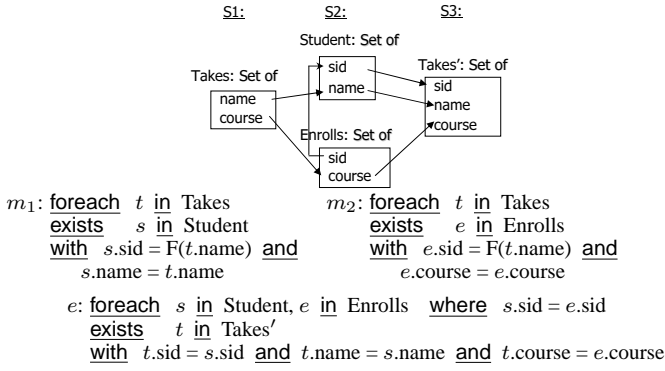 S1: S2: S3:
Student: Set of
Takes: Set of
Takes’: Set of
sid
name
name
course
sid
name
course
Enrolls: Set of
sid
course
m₁: foreach t in Takes
exists s in Student
with s.sid = F(t.name) and
s.name = t.name
m₂: foreach t in Takes
exists e in Enrolls
with e.sid = F(t.name) and
e.course = e.course
e: foreach s in Student, e in Enrolls where s.sid = e.sid
exists t in Takes′
with t.sid = s.sid and t.name = s.name and t.course = e.course